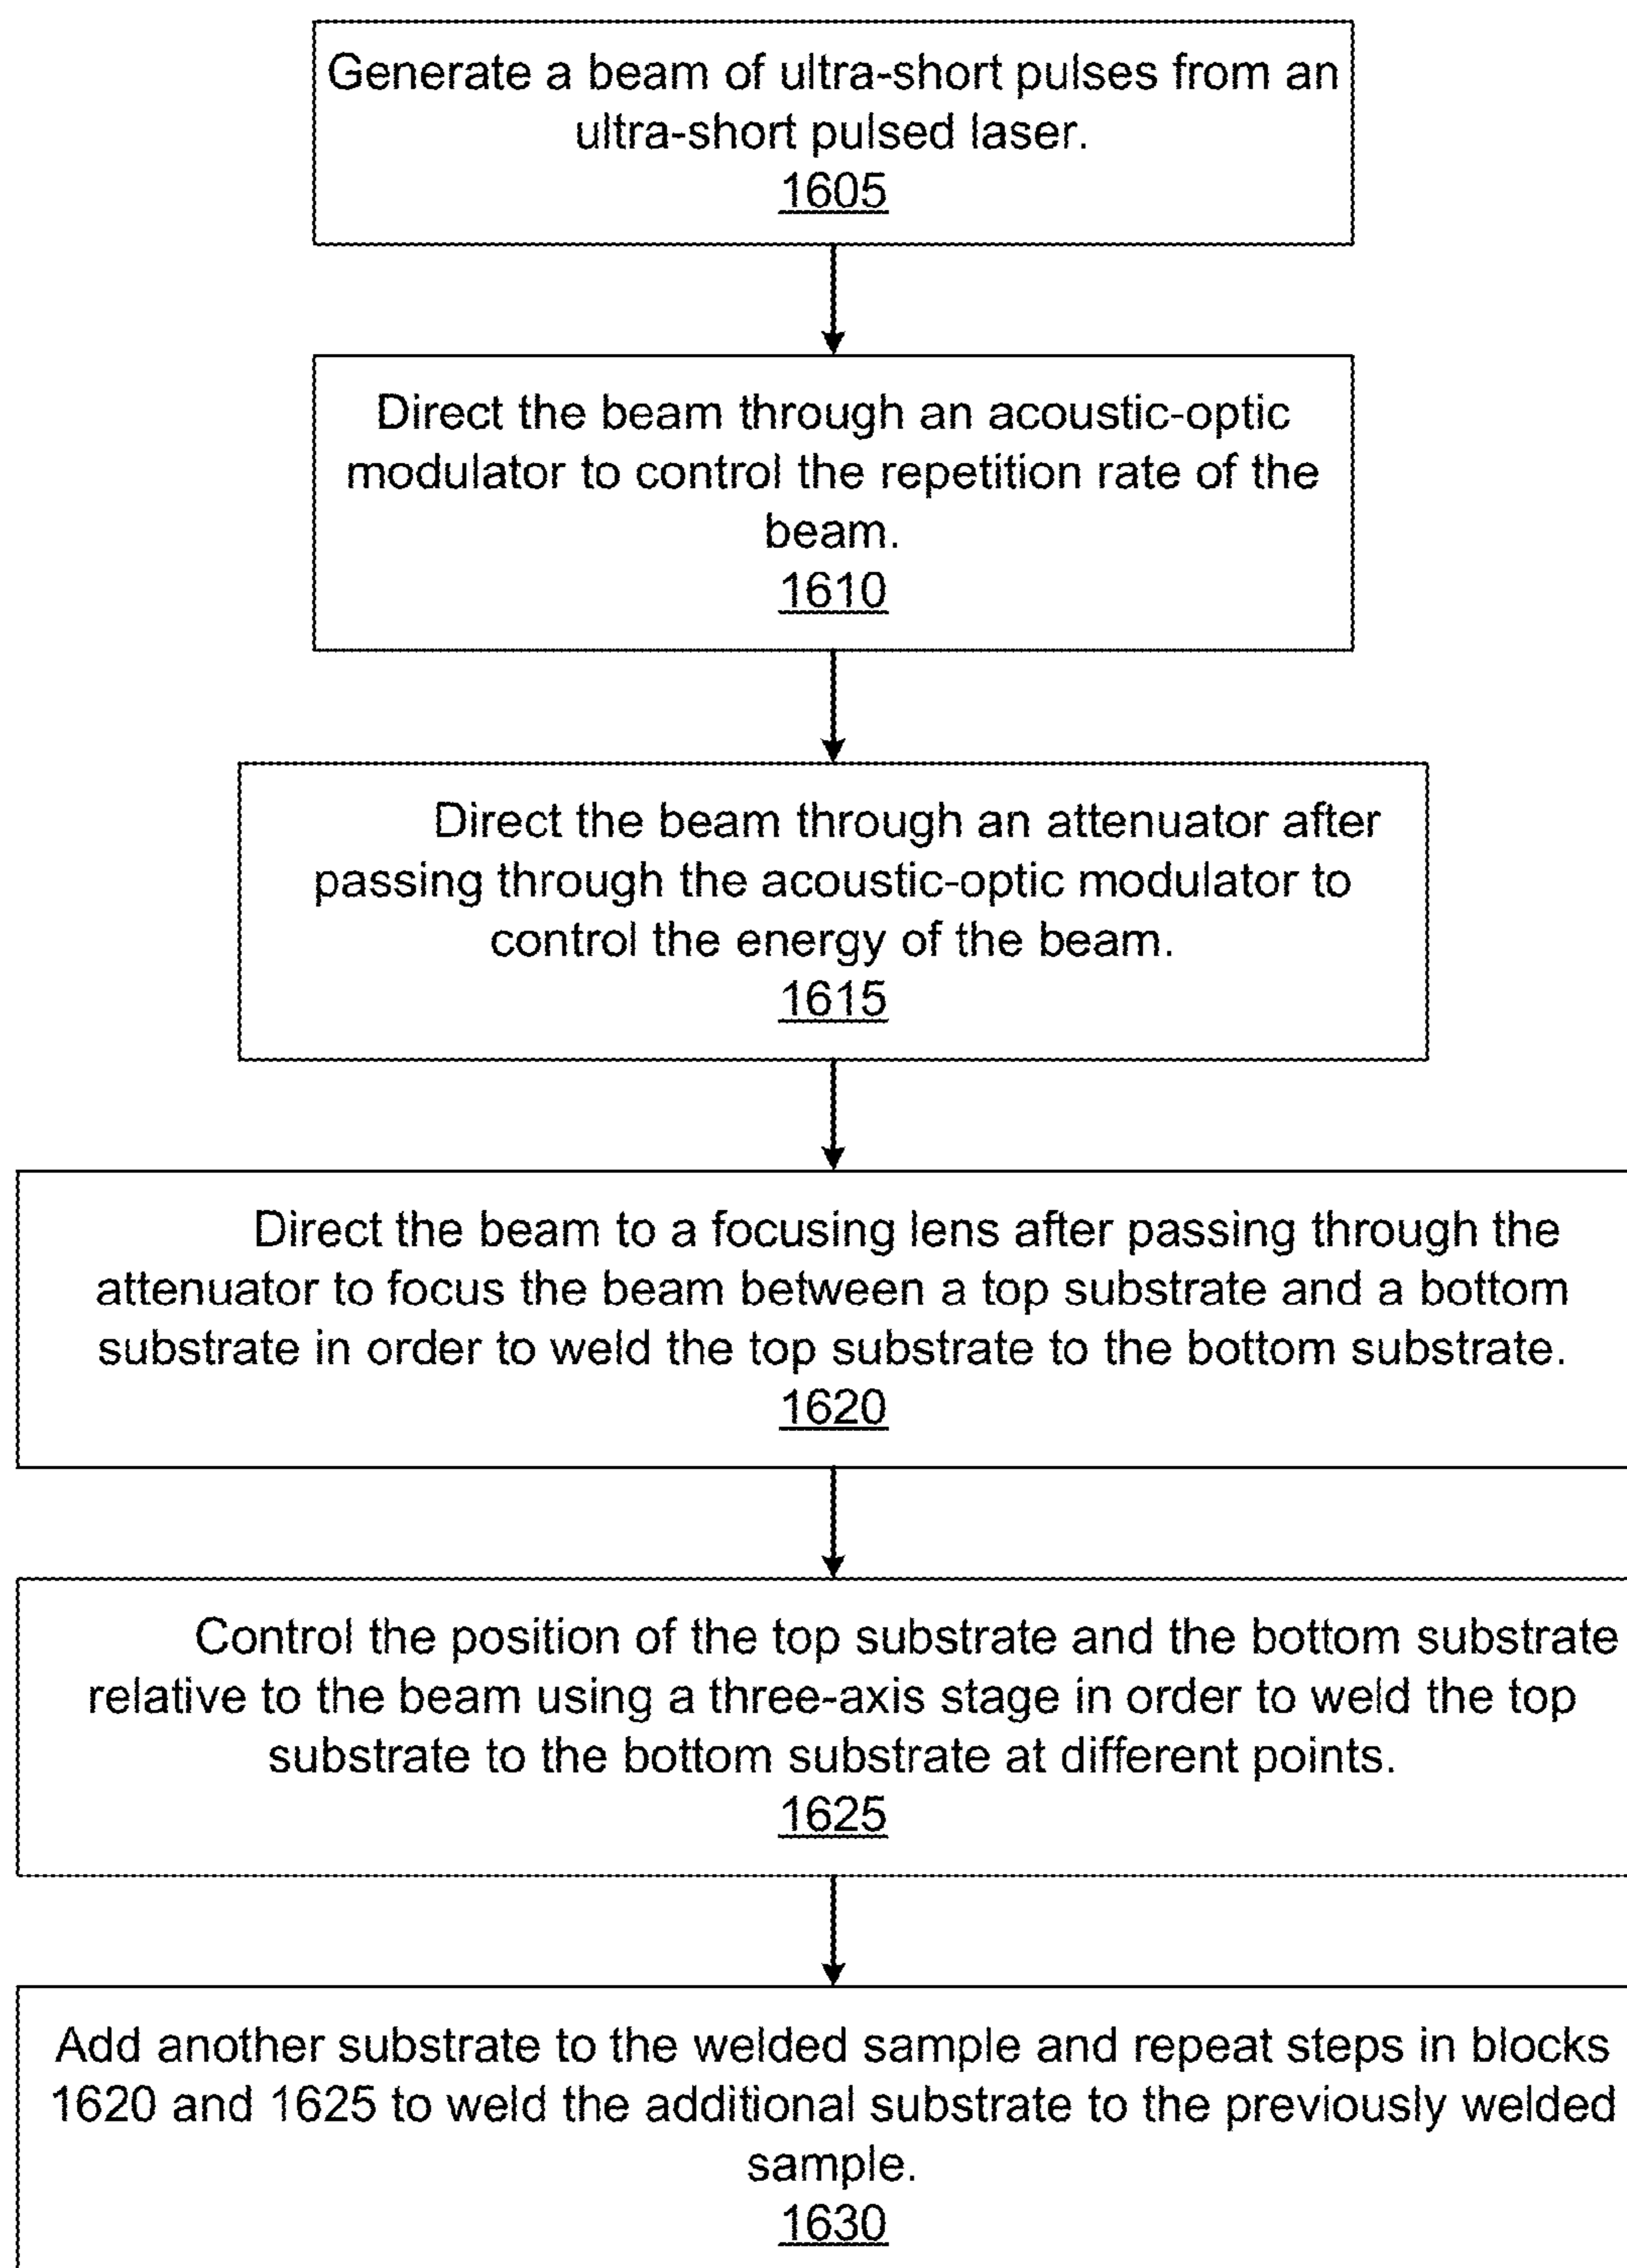 Generate a beam of ultra-short pulses from an
ultra-short pulsed laser.
1605
Direct the beam through an acoustic-optic
modulator to control the repetition rate of the
beam.
1610
Direct the beam through an attenuator after
passing through the acoustic-optic modulator to
control the energy of the beam.
1615
Direct the beam to a focusing lens after passing through the
attenuator to focus the beam between a top substrate and a bottom
substrate in order to weld the top substrate to the bottom substrate.
1620
Control the position of the top substrate and the bottom substrate
relative to the beam using a three-axis stage in order to weld the top
substrate to the bottom substrate at different points.
1625
Add another substrate to the welded sample and repeat steps in blocks
1620 and 1625 to weld the additional substrate to the previously welded
sample.
1630